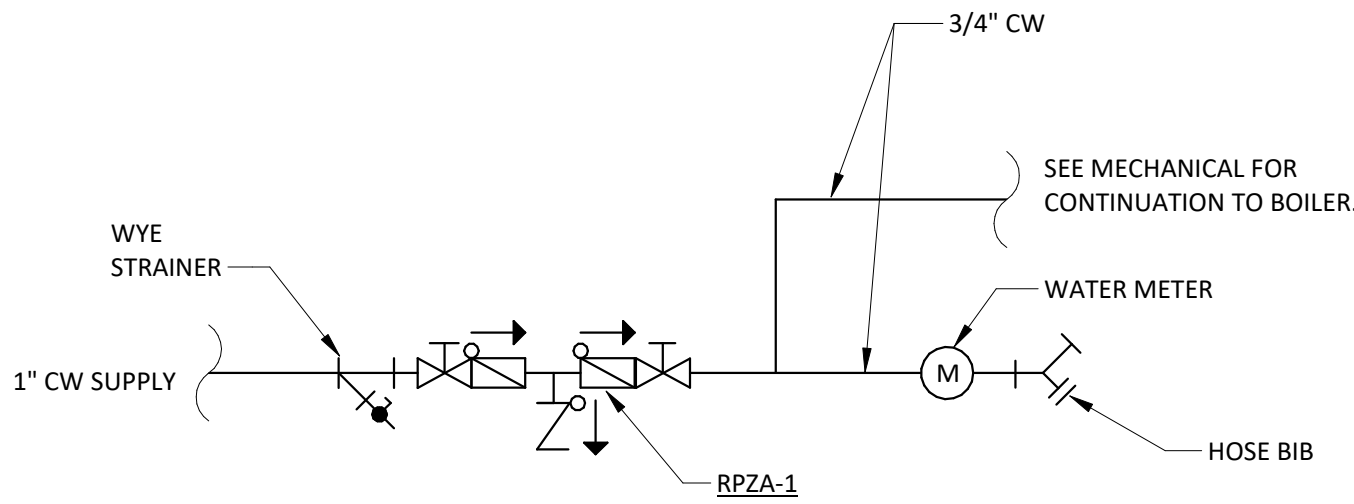 3/4" CW
SEE MECHANICAL FOR
CONTINUATION TO BOILER.
WYE
STRAINER
WATER METER
1" CW SUPPLY
M
HOSE BIB
RPZA-1